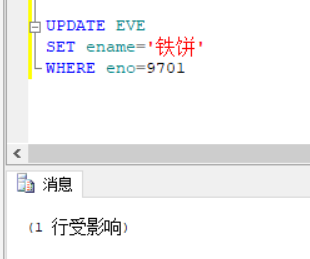 UPDATE EVE
SET ename='铁饼'
WHERE eno=9701
消息
(1 行受影响)